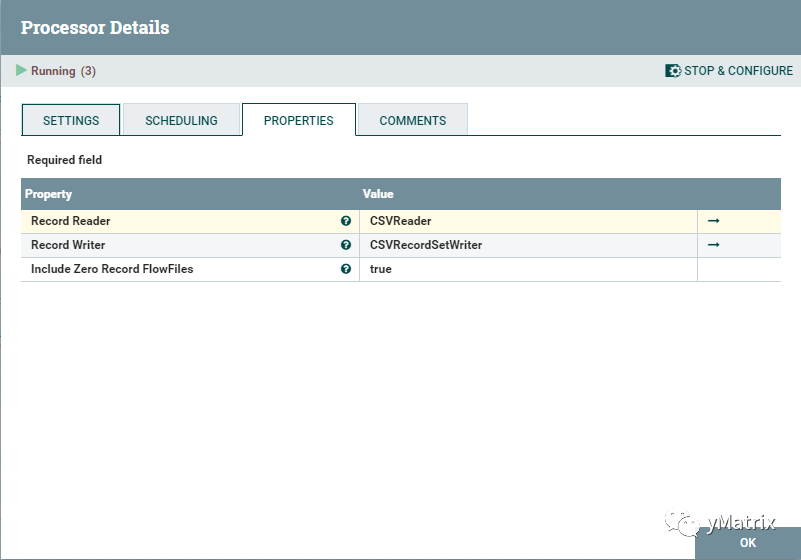 Processor Details
Running (3)
STOP & CONFIGURE
SETTINGS
SCHEDULING
PROPERTIES
COMMENTS
Required field
Property Value
Record Reader CSVReader
Record Writer CSVRecordSetWriter
Include Zero Record FlowFiles true
yMatrix
OK